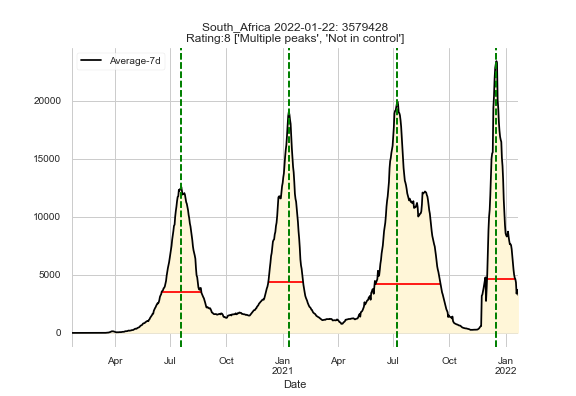 South_Africa 2022-01-22: 3579428
Rating:8 ['Multiple peaks', 'Not in control']
Average-7d
20000
15000
10000
5000
0
Apr Jul Oct Jan Apr Jul Oct Jan
2021 2022
Date